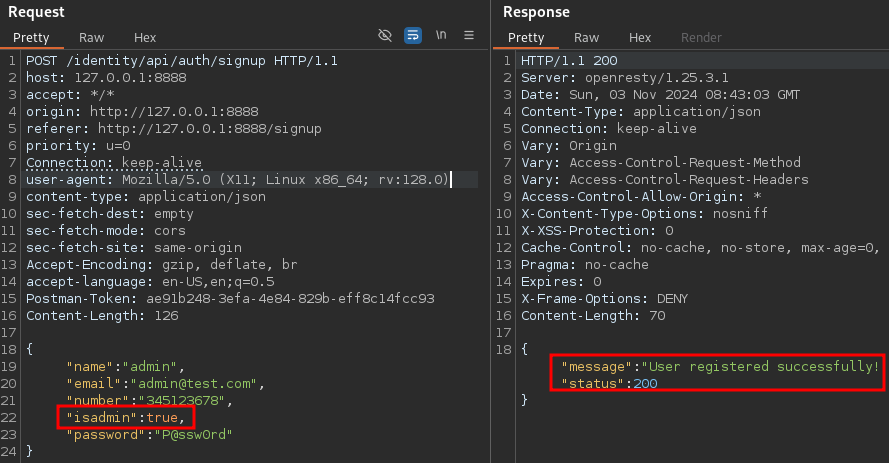 Request
Pretty Raw Hex \n
1 POST /identity/api/auth/signup HTTP/1.1
2 host: 127.0.0.1:8888
3 accept: */*
4 origin: http://127.0.0.1:8888
5 referer: http://127.0.0.1:8888/signup
6 priority: u=0
7 Connection: keep-alive
8 user-agent: Mozilla/5.0 (X11; Linux x86_64; rv:128.0)
9 content-type: application/json
10 sec-fetch-dest: empty
11 sec-fetch-mode: cors
12 sec-fetch-site: same-origin
13 Accept-Encoding: gzip, deflate, br
14 accept-language: en-US,en;q=0.5
15 Postman-Token: ae91b248-3efa-4e84-829b-eff8c14fcc93
16 Content-Length: 126
17
18 {
19 "name":"admin",
20 "email":"admin@test.com",
21 "number":"345123678",
22 "isadmin":true,
23 "password":"P@ssw0rd"
24 }
Response
Pretty Raw Hex Render
1 HTTP/1.1 200
2 Server: openresty/1.25.3.1
3 Date: Sun, 03 Nov 2024 08:43:03 GMT
4 Content-Type: application/json
5 Connection: keep-alive
6 Vary: Origin
7 Vary: Access-Control-Request-Method
8 Vary: Access-Control-Request-Headers
9 Access-Control-Allow-Origin: *
10 X-Content-Type-Options: nosniff
11 X-XSS-Protection: 0
12 Cache-Control: no-cache, no-store, max-age=0,
13 Pragma: no-cache
14 Expires: 0
15 X-Frame-Options: DENY
16 Content-Length: 70
17
18 {
"message":"User registered successfully!
"status":200
}